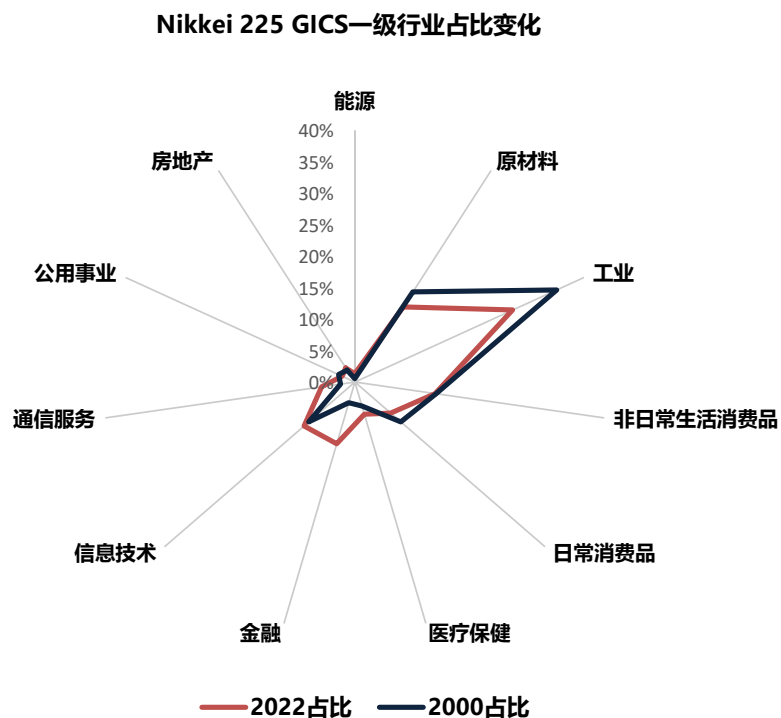 Nikkei 225 GICS一级行业占比变化
能源
原材料
工业
非日常生活消费品
日常消费品
医疗保健
金融
信息技术
通信服务
公用事业
房地产
40%
35%
30%
25%
20%
15%
10%
5%
0%
2022占比
2000占比